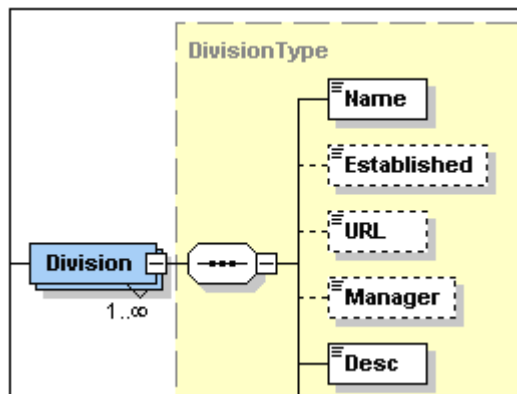 DivisionType
Name
Established
URL
Division
Manager
1..∞
Desc